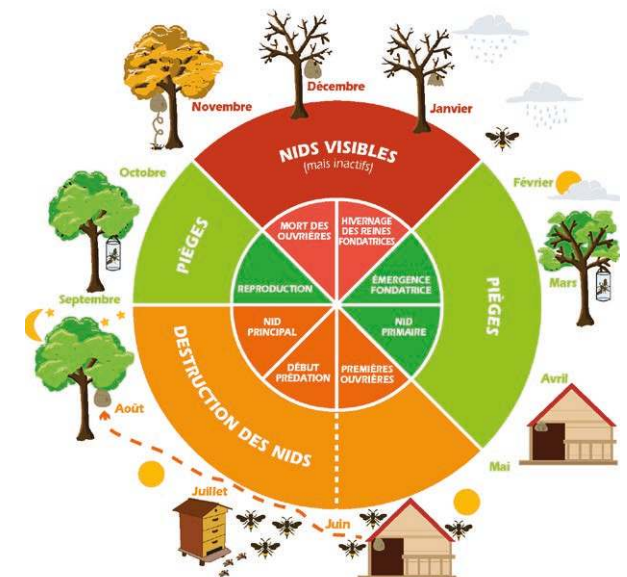 Décembre
Novembre
Janvier
NIDS VISIBLES
(mais inactifs)
Octobre
Février
PIÈGES
MORT DES
OUVRIÈRES
HIVERNAGE
DES REINES
FONDATRICES
PIÈGES
Mars
REPRODUCTION
ÉMERGENCE
FONDATRICE
Septembre
NID
PRINCIPAL
NID
PRIMAIRE
DÉBUT
PRÉDATION
PREMIÈRES
OUVRIÈRES
DESTRUCTION DES NIDS
Avril
Août
Mai
Juillet
Juin